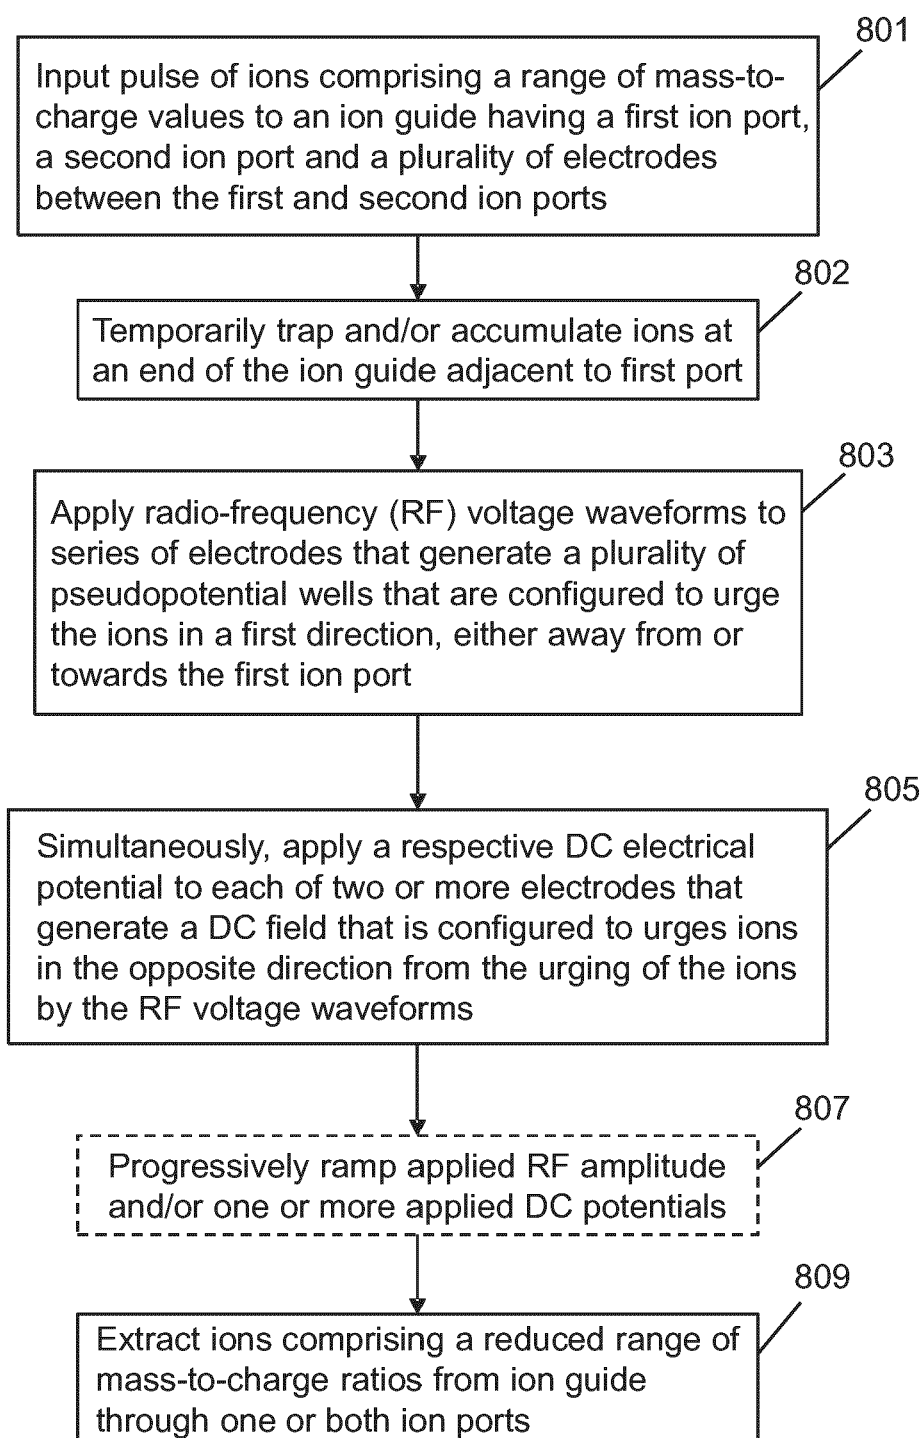 801
Input pulse of ions comprising a range of mass-to-
charge values to an ion guide having a first ion port,
a second ion port and a plurality of electrodes
between the first and second ion ports
802
Temporarily trap and/or accumulate ions at
an end of the ion guide adjacent to first port
803
Apply radio-frequency (RF) voltage waveforms to
series of electrodes that generate a plurality of
pseudopotential wells that are configured to urge
the ions in a first direction, either away from or
towards the first ion port
805
Simultaneously, apply a respective DC electrical
potential to each of two or more electrodes that
generate a DC field that is configured to urges ions
in the opposite direction from the urging of the ions
by the RF voltage waveforms
807
Progressively ramp applied RF amplitude
and/or one or more applied DC potentials
809
Extract ions comprising a reduced range of
mass-to-charge ratios from ion guide
through one or both ion ports